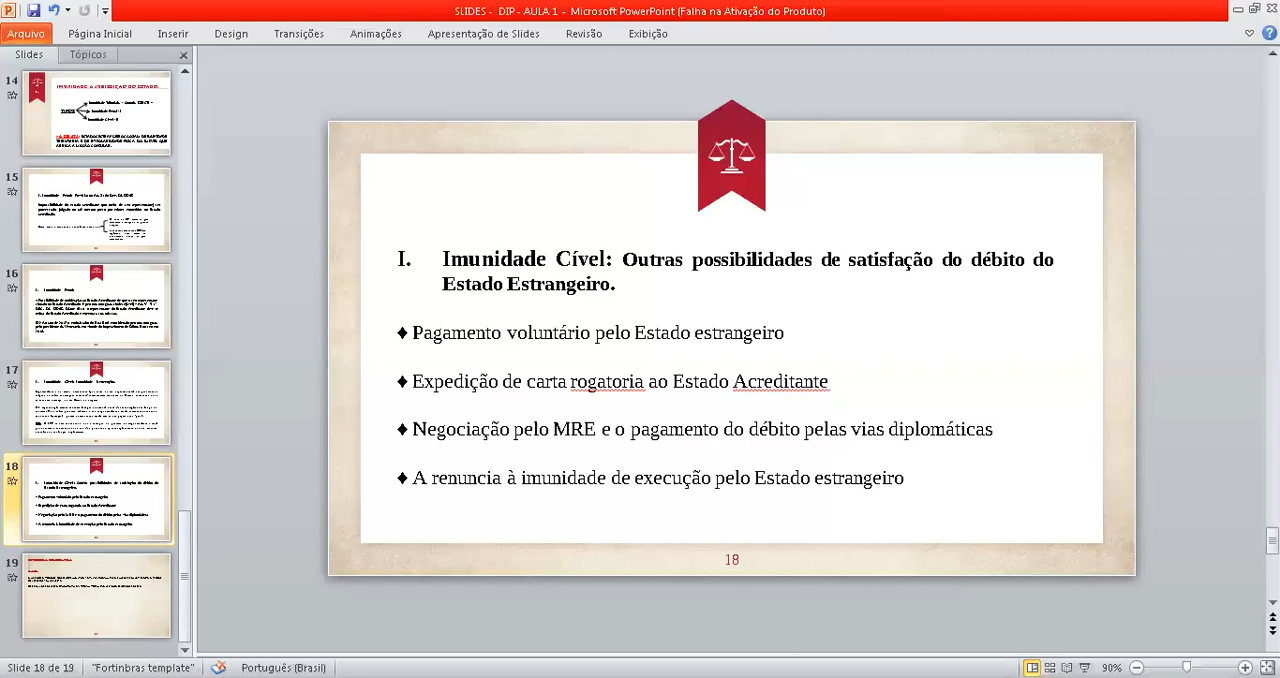 SLIDES - DIP - AULA 1 - Microsoft PowerPoint (Falha na Ativação do Produto)
Arquivo Página Inicial Inserir Design Transições Animações Apresentação de Slides Revisão Exibição
Slides Tópicos
14
15
16
17
18
19
I. Imunidade Cível: Outras possibilidades de satisfação do débito do
Estado Estrangeiro.
♦ Pagamento voluntário pelo Estado estrangeiro
♦ Expedição de carta rogatoria ao Estado Acreditante
♦ Negociação pelo MRE e o pagamento do débito pelas vias diplomáticas
♦ A renuncia à imunidade de execução pelo Estado estrangeiro
18
Slide 18 de 19 "Fortinbras template" Português (Brasil) 90%